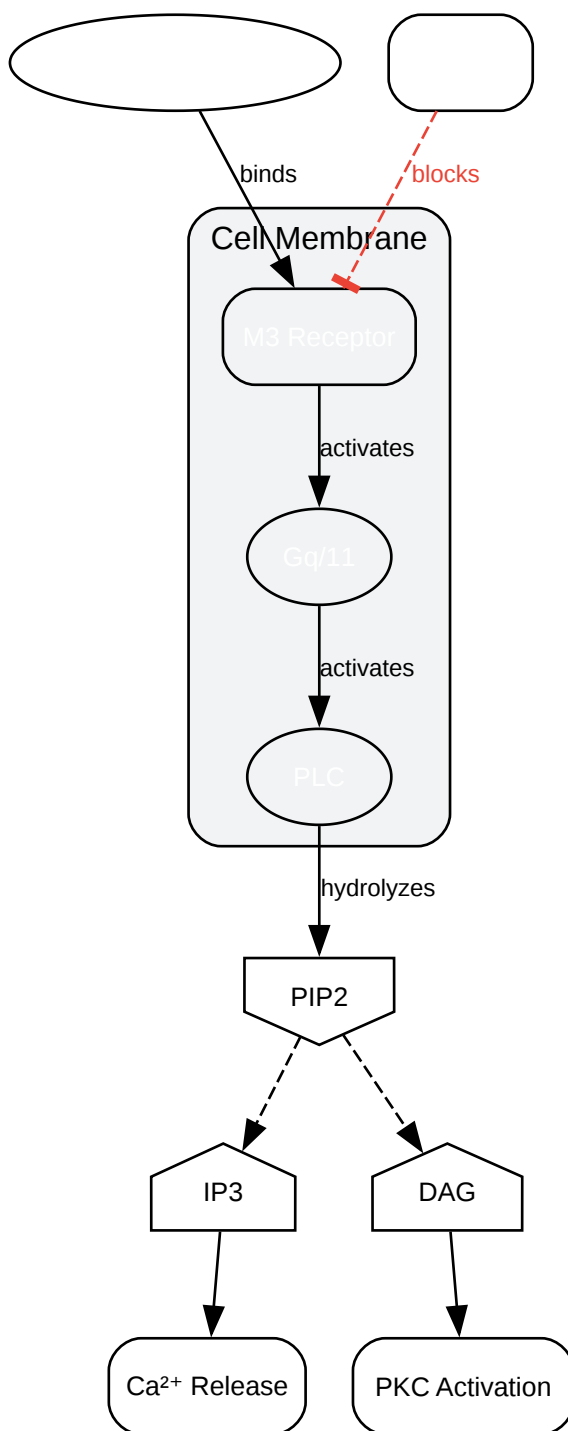 binds
blocks
Cell Membrane
M3 Receptor
activates
Gq/11
activates
PLC
hydrolyzes
PIP2
IP3
DAG
Ca²⁺ Release
PKC Activation